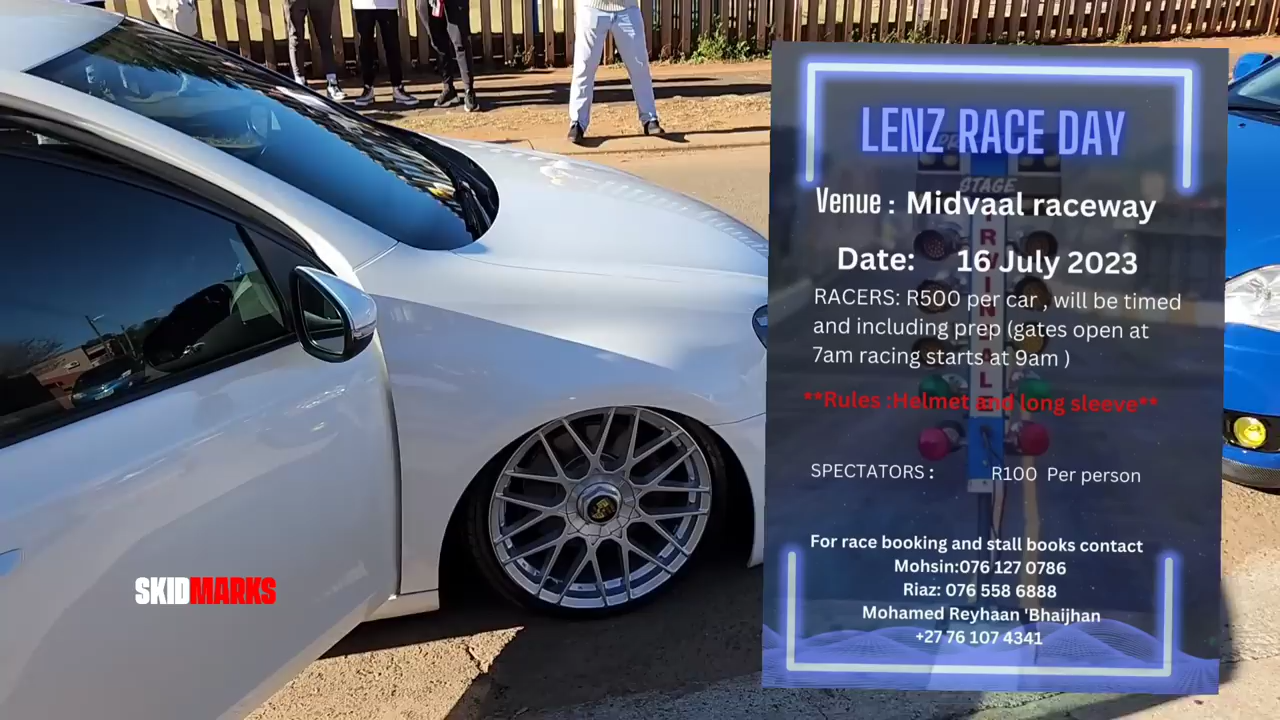 LENZ RACE DAY
STAGE
Venue : Midvaal raceway
Date: 16 July 2023
RACERS: R500 per car , will be timed
and including prep (gates open at
7am racing starts at 9am )
**Rules :Helmet and long sleeve**
SPECTATORS : R100 Per person
For race booking and stall books contact
Mohsin:076 127 0786
Riaz: 076 558 6888
Mohamed Reyhaan 'Bhaijhan
+27 76 107 4341
SKIDMARKS